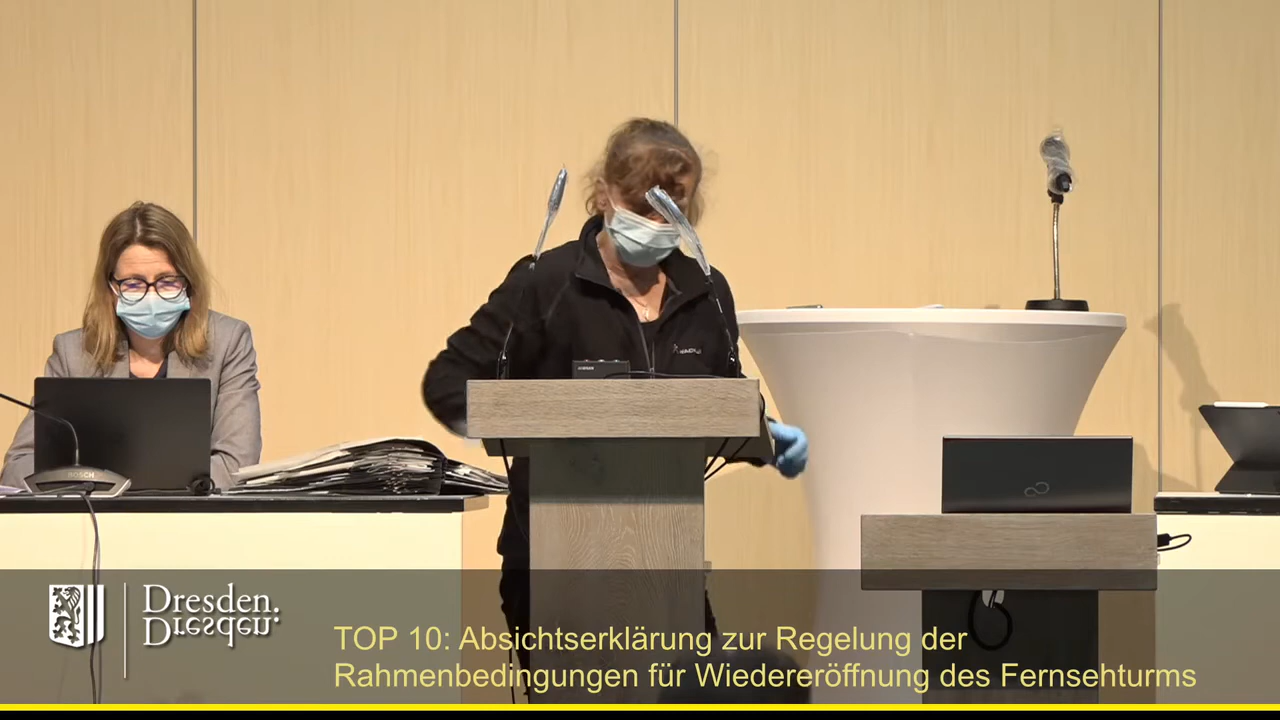 BOSCH
Dresden.
Dresden.
TOP 10: Absichtserklärung zur Regelung der
Rahmenbedingungen für Wiedereröffnung des Fernsehturms